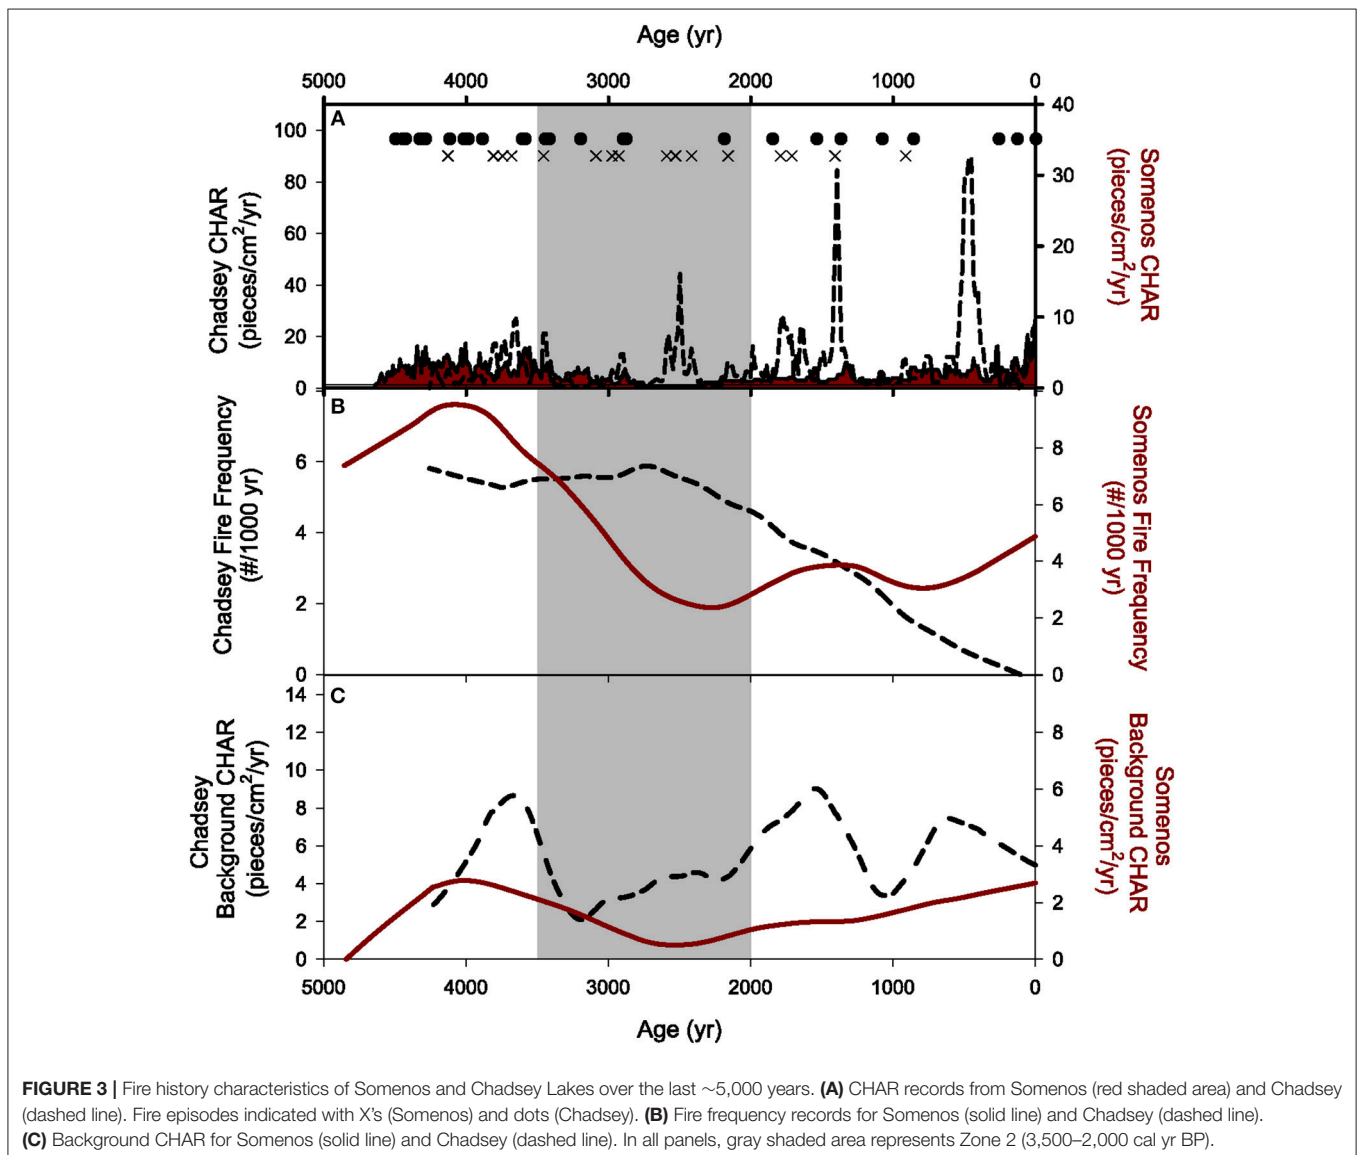 Age (yr)
5000 4000 3000 2000 1000 0
A
100
80
60
40
20
0
Chadsey CHAR
(pieces/cm²/yr)
40
30
20
10
0
Somenos CHAR
(pieces/cm²/yr)
B
6
4
2
0
Chadsey Fire Frequency
(#/1000 yr)
8
6
4
2
0
Somenos Fire Frequency
(#/1000 yr)
C
14
12
10
8
6
4
2
0
Chadsey
Background CHAR
(pieces/cm²/yr)
8
6
4
2
0
Somenos
Background CHAR
(pieces/cm²/yr)
5000 4000 3000 2000 1000 0
Age (yr)
FIGURE 3 | Fire history characteristics of Somenos and Chadsey Lakes over the last ∼5,000 years. (A) CHAR records from Somenos (red shaded area) and Chadsey
(dashed line). Fire episodes indicated with X's (Somenos) and dots (Chadsey). (B) Fire frequency records for Somenos (solid line) and Chadsey (dashed line).
(C) Background CHAR for Somenos (solid line) and Chadsey (dashed line). In all panels, gray shaded area represents Zone 2 (3,500–2,000 cal yr BP).